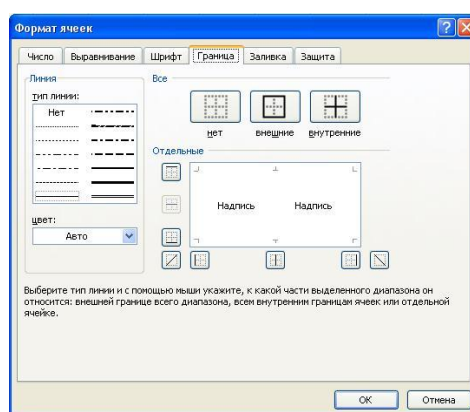 Формат ячеек
Число Выравнивание Шрифт Граница Заливка Защита
Линия
тип линии:
Нет
цвет:
Авто
Все
нет внешние внутренние
Отдельные
Надпись Надпись
Выберите тип линии и с помощью мыши укажите, к какой части выделенного диапазона он
относится: внешней границе всего диапазона, всем внутренним границам ячеек или отдельной
ячейке.
ОК Отмена